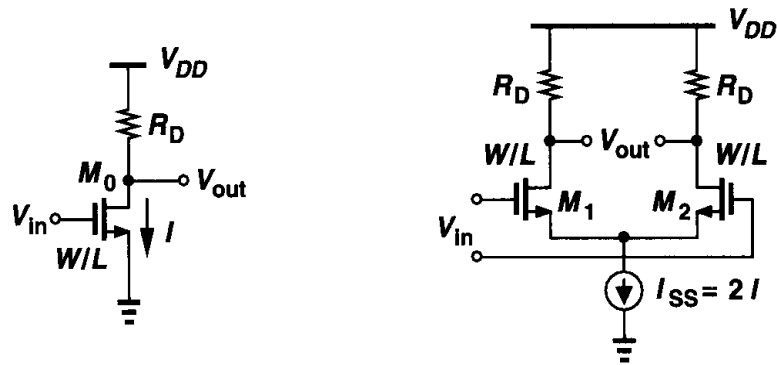 V_DD
R_D
M_0
V_out
V_in
I
W/L
V_DD
R_D
R_D
V_out
W/L
W/L
M_1
M_2
V_in
I_SS = 2 I